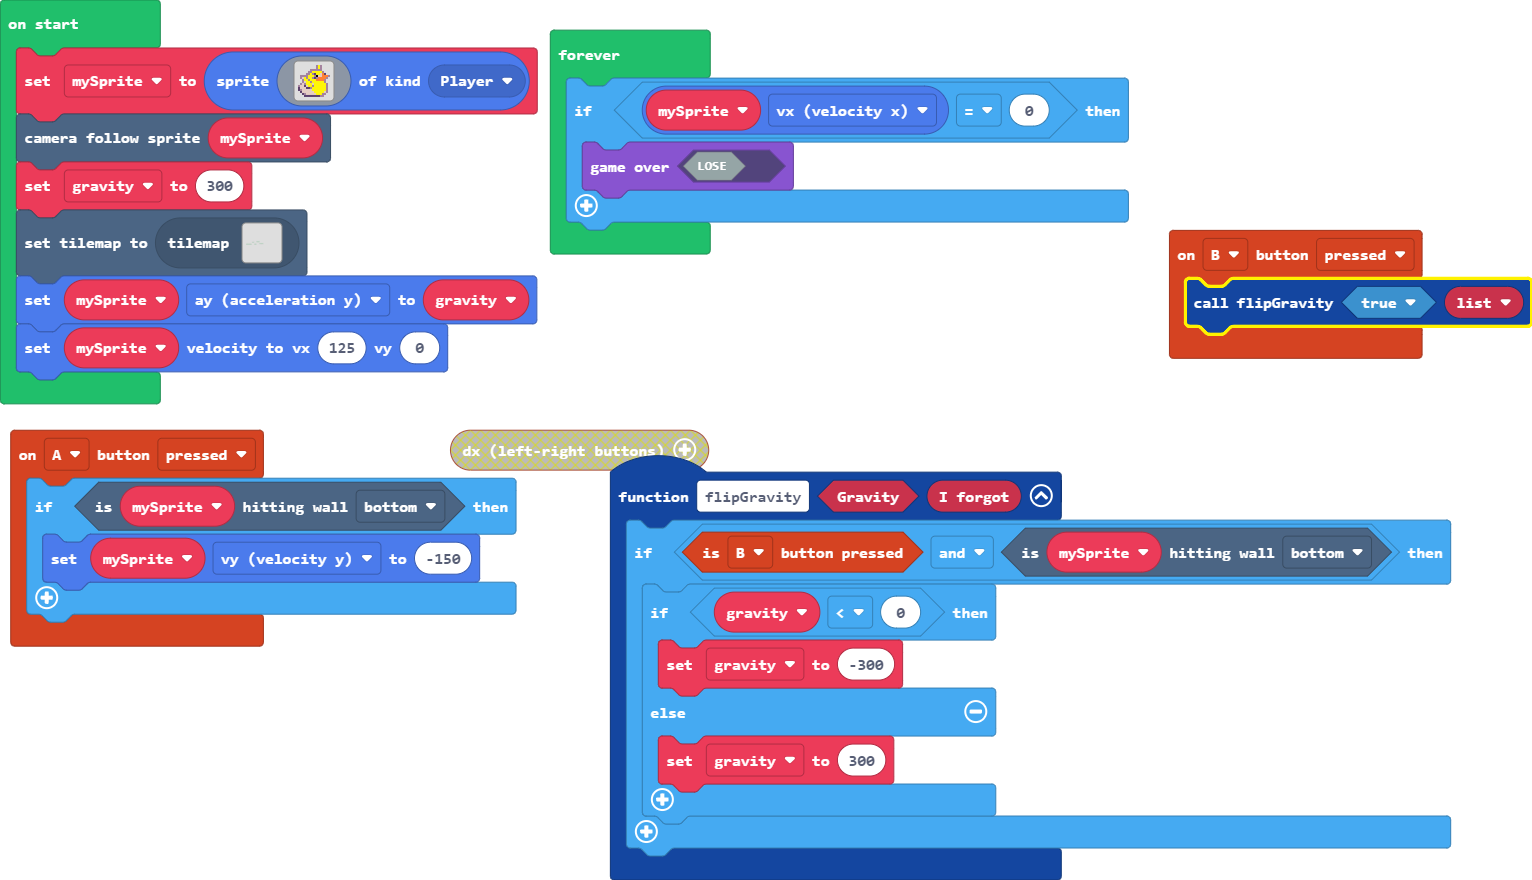 on start
set mySprite to sprite of kind Player
camera follow sprite mySprite
set gravity to 300
set tilemap to tilemap
set mySprite ay (acceleration y) to gravity
set mySprite velocity to vx 125 vy 0
forever
if mySprite vx (velocity x) = 0 then
game over LOSE
on B button pressed
call flipGravity true list
on A button pressed
if is mySprite hitting wall bottom then
set mySprite vy (velocity y) to -150
dx (left-right buttons)
function flipGravity Gravity I forgot
if is B button pressed and is mySprite hitting wall bottom then
if gravity < 0 then
set gravity to -300
else
set gravity to 300